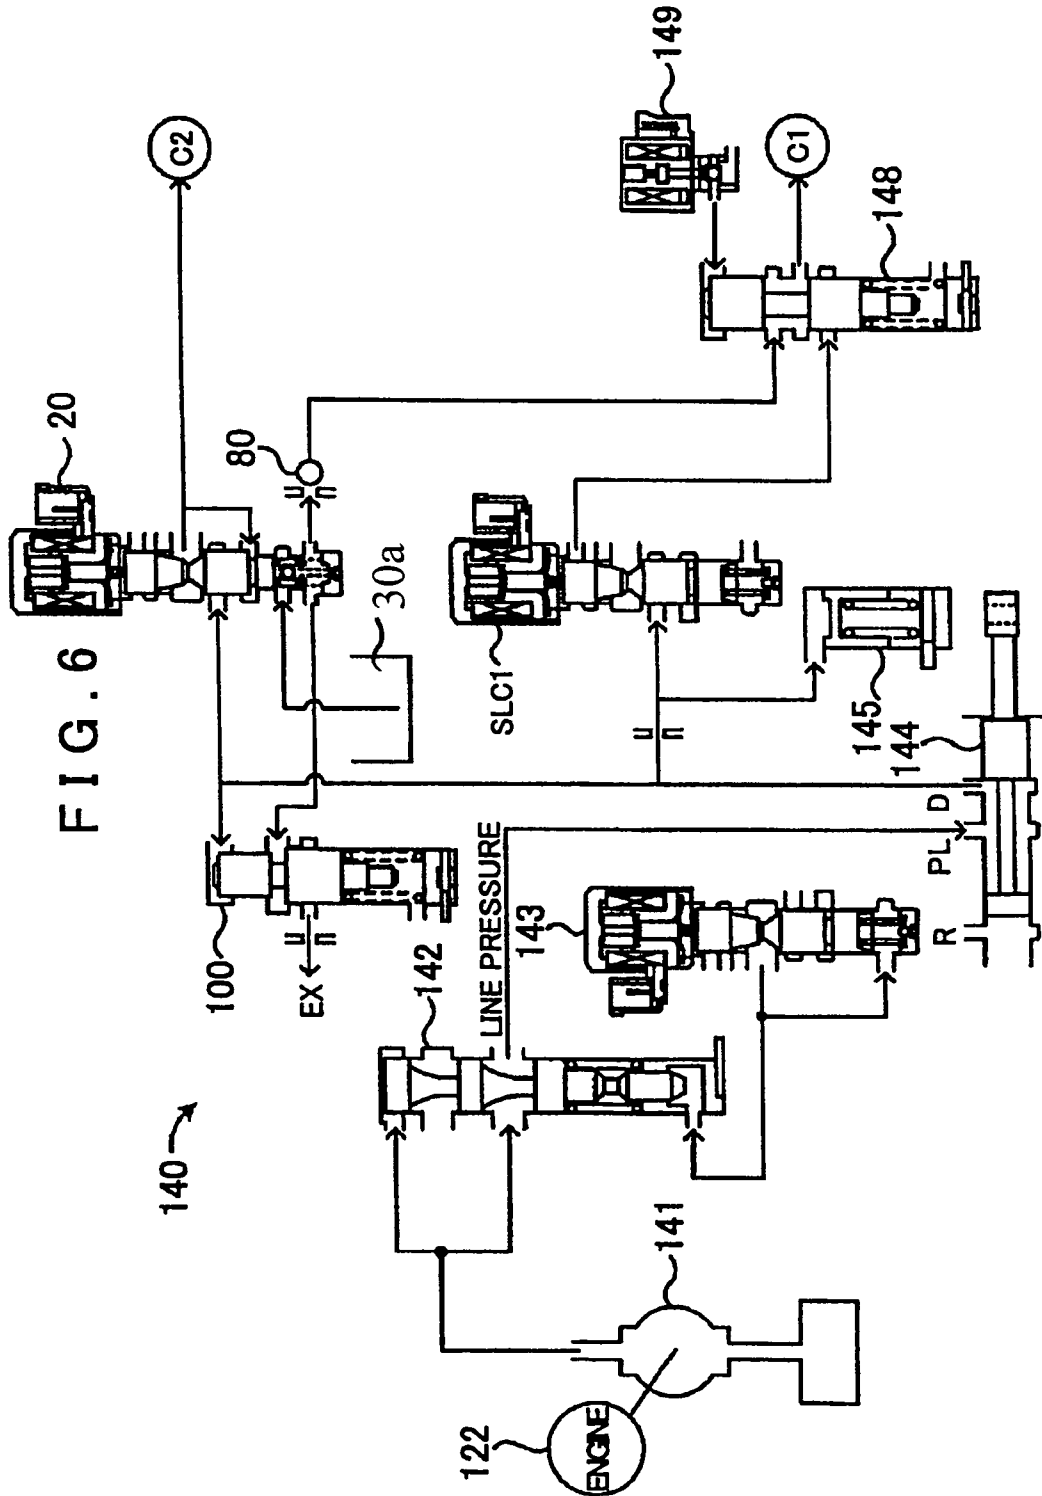 FIG. 6
140
20
C2
80
30a
100
EX
142
LINE PRESSURE
SLC1
149
C1
148
145
144
143
R
PL
D
141
122
ENGINE